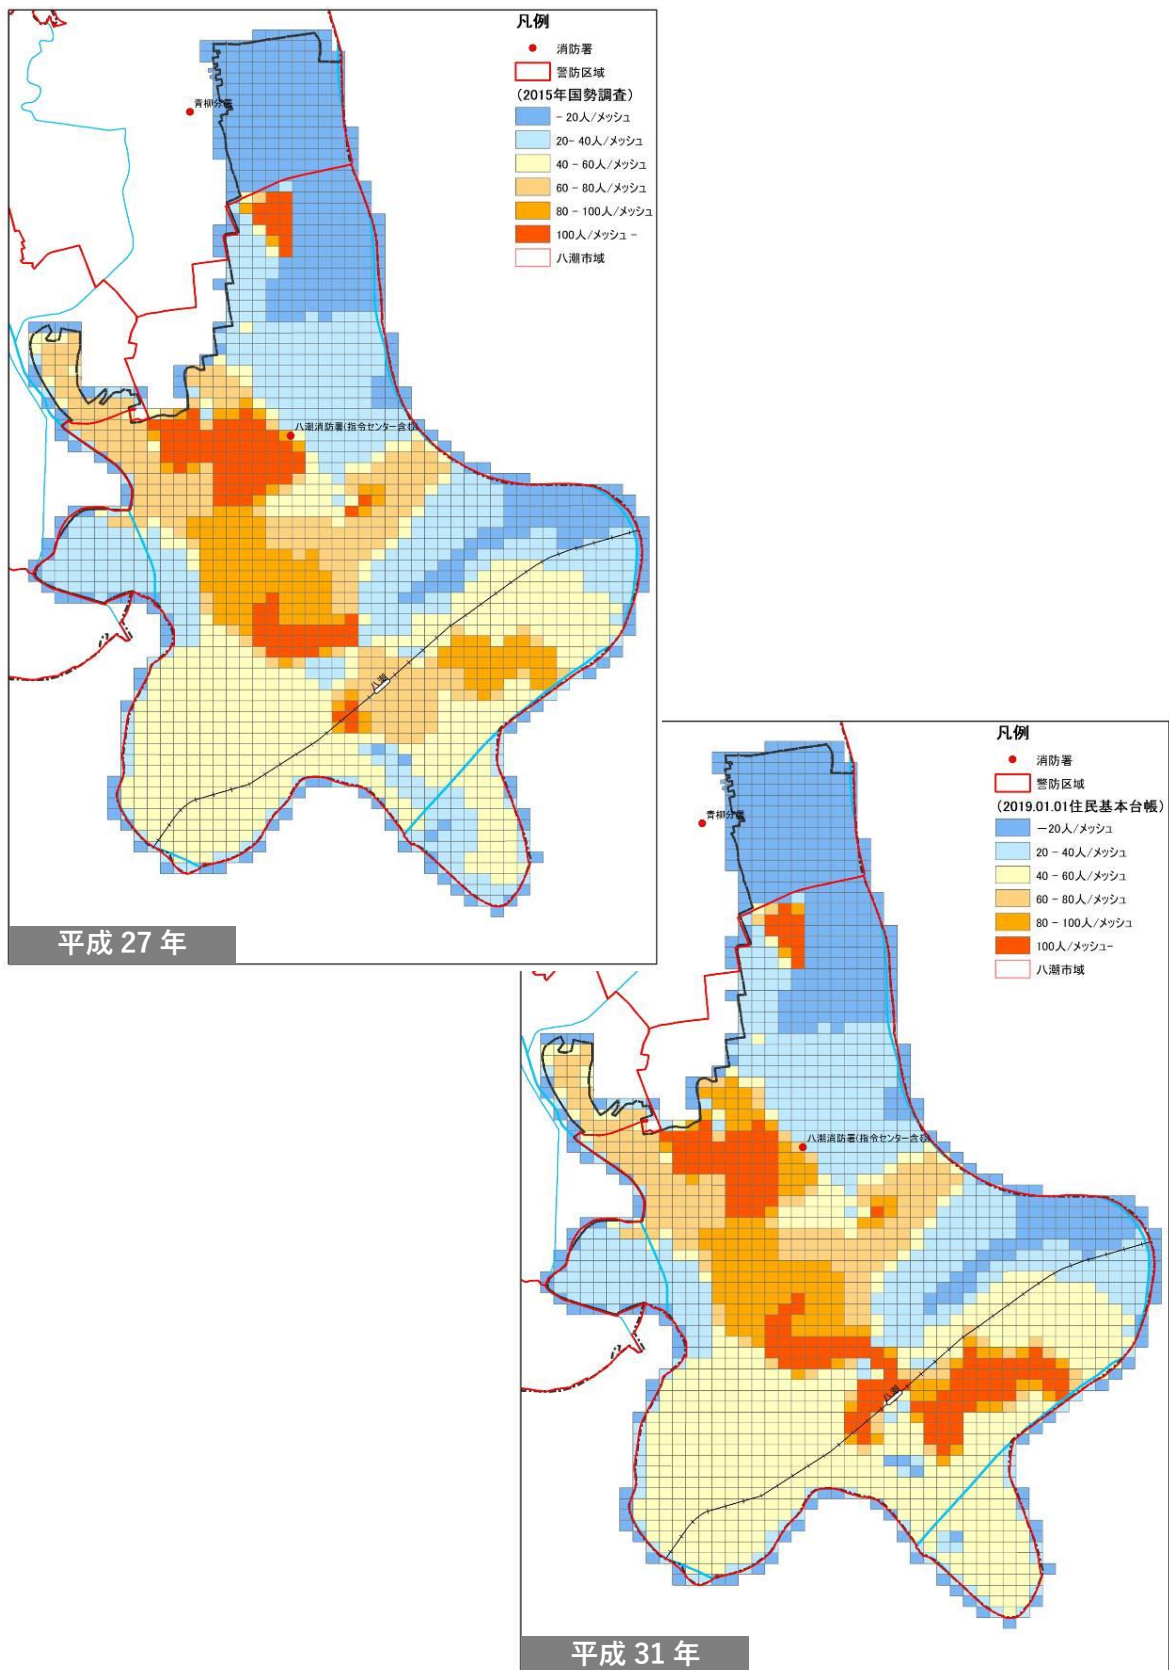 凡例
消防署
警防区域
(2015年国勢調査)
- 20人/メッシュ
20- 40人/メッシュ
40 - 60人/メッシュ
60 - 80人/メッシュ
80 - 100人/メッシュ
100人/メッシュ -
八潮市域
青柳分署
八潮消防署(指令センター含む)
八潮
平成 27 年
凡例
消防署
警防区域
(2019.01.01住民基本台帳)
－20人/メッシュ
20 - 40人/メッシュ
40 - 60人/メッシュ
60 - 80人/メッシュ
80 - 100人/メッシュ
100人/メッシュ-
八潮市域
青柳分署
八潮消防署(指令センター含む)
八潮
平成 31 年